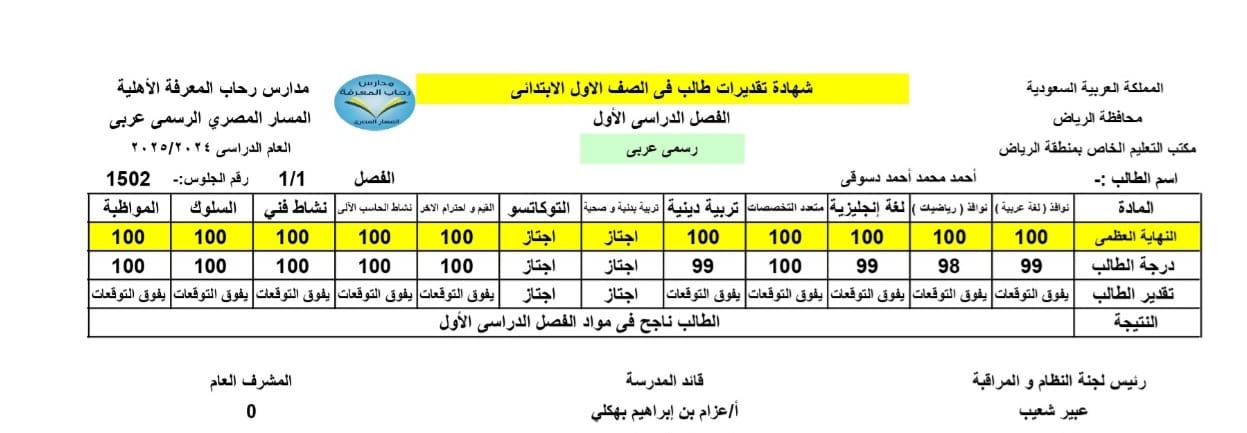 المملكة العربية السعودية شهادة تقديرات طالب فى الصف الاول الابتدائى مدارس رحاب المعرفة الأهلية
مدارس
رحاب المعرفة
المسار المصرى
محافظة الرياض الفصل الدراسى الأول المسار المصري الرسمى عربى
مكتب التعليم الخاص بمنطقة الرياض رسمى عربى العام الدراسى ٢٠٢٥/٢٠٢٤
اسم الطالب :- أحمد محمد أحمد دسوقى الفصل 1/1 رقم الجلوس:- 1502
المادة نوافذ ( لغة عربية ) نوافذ ( رياضيات ) لغة إنجليزية متعدد التخصصات تربية دينية تربية بدنية و صحية التوكاتسو القيم و احترام الاخر نشاط الحاسب الآلى نشاط فني السلوك المواظبة
النهاية العظمى 100 100 100 100 100 اجتاز اجتاز 100 100 100 100 100
درجة الطالب 99 98 99 100 99 اجتاز اجتاز 100 100 100 100 100
تقدير الطالب يفوق التوقعات يفوق التوقعات يفوق التوقعات يفوق التوقعات يفوق التوقعات اجتاز اجتاز يفوق التوقعات يفوق التوقعات يفوق التوقعات يفوق التوقعات يفوق التوقعات
النتيجة الطالب ناجح فى مواد الفصل الدراسى الأول
رئيس لجنة النظام و المراقبة قائد المدرسة المشرف العام
عبير شعيب أ/عزام بن إبراهيم بهكلي 0